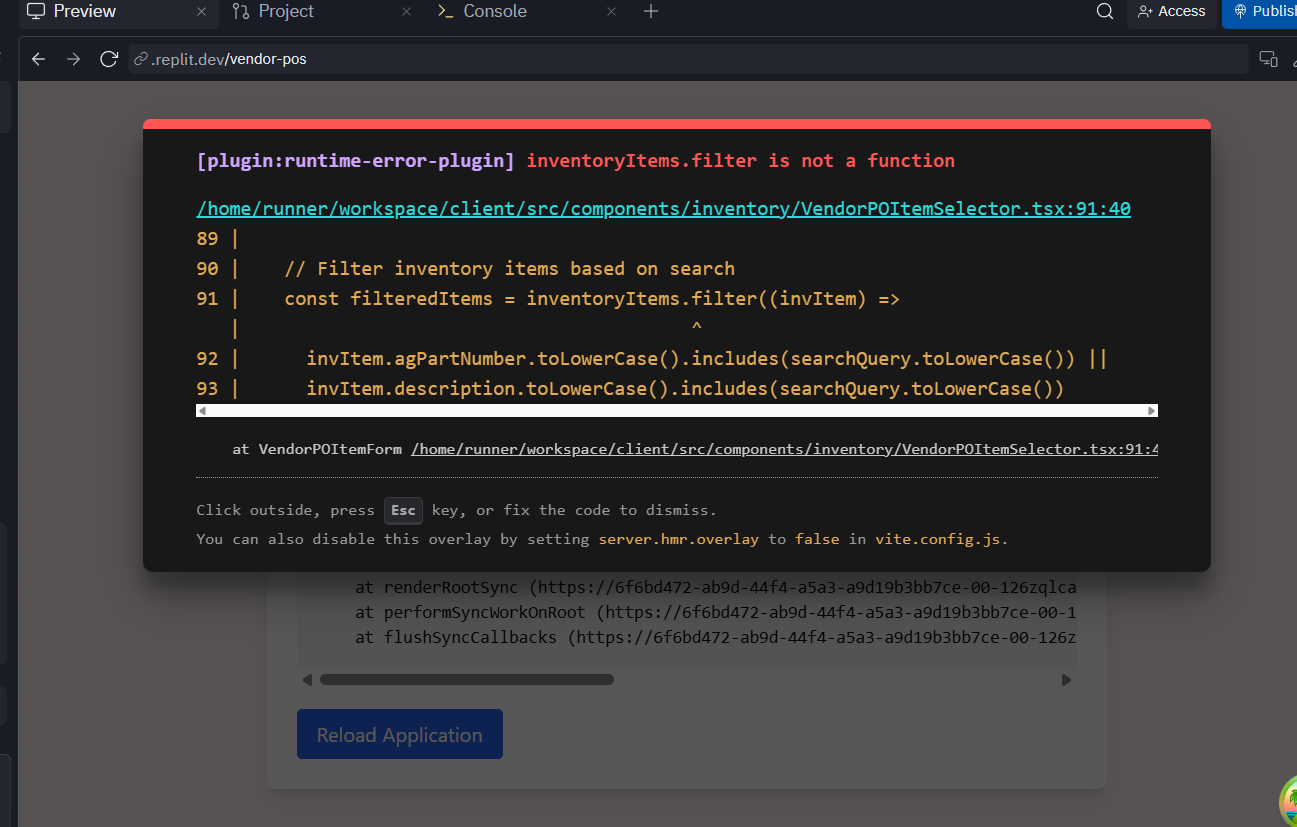 Preview
Project
Console
Access
Publis
.replit.dev/vendor-pos
[plugin:runtime-error-plugin] inventoryItems.filter is not a function
/home/runner/workspace/client/src/components/inventory/VendorPOItemSelector.tsx:91:40
89 |
90 |    // Filter inventory items based on search
91 |    const filteredItems = inventoryItems.filter((invItem) =>
|                                          ^
92 |      invItem.agPartNumber.toLowerCase().includes(searchQuery.toLowerCase()) ||
93 |      invItem.description.toLowerCase().includes(searchQuery.toLowerCase())
at VendorPOItemForm /home/runner/workspace/client/src/components/inventory/VendorPOItemSelector.tsx:91:4
Click outside, press Esc key, or fix the code to dismiss.
You can also disable this overlay by setting server.hmr.overlay to false in vite.config.js.
at renderRootSync (https://6f6bd472-ab9d-44f4-a5a3-a9d19b3bb7ce-00-126zqlca
at performSyncWorkOnRoot (https://6f6bd472-ab9d-44f4-a5a3-a9d19b3bb7ce-00-1
at flushSyncCallbacks (https://6f6bd472-ab9d-44f4-a5a3-a9d19b3bb7ce-00-126z
Reload Application